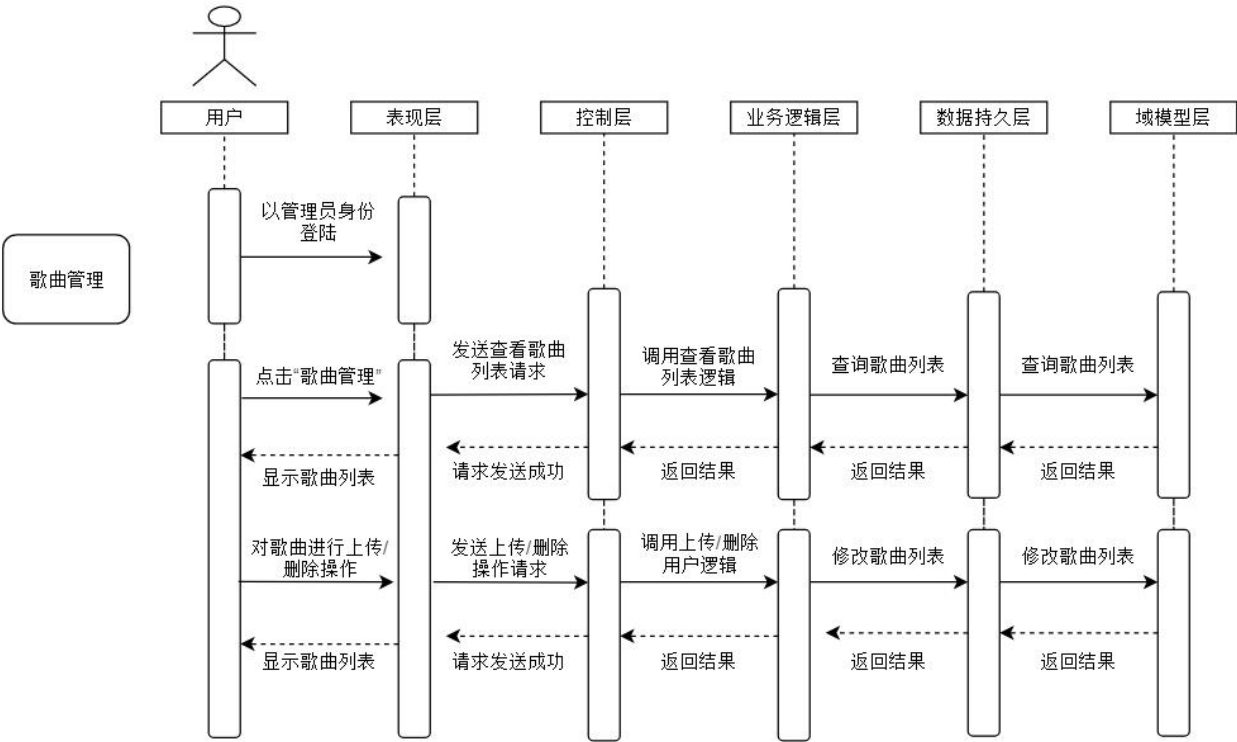 用户
表现层
控制层
业务逻辑层
数据持久层
域模型层
以管理员身份
登陆
歌曲管理
点击“歌曲管理”
发送查看歌曲
列表请求
调用查看歌曲
列表逻辑
查询歌曲列表
查询歌曲列表
显示歌曲列表
请求发送成功
返回结果
返回结果
返回结果
对歌曲进行上传/
删除操作
发送上传/删除
操作请求
调用上传/删除
用户逻辑
修改歌曲列表
修改歌曲列表
显示歌曲列表
请求发送成功
返回结果
返回结果
返回结果